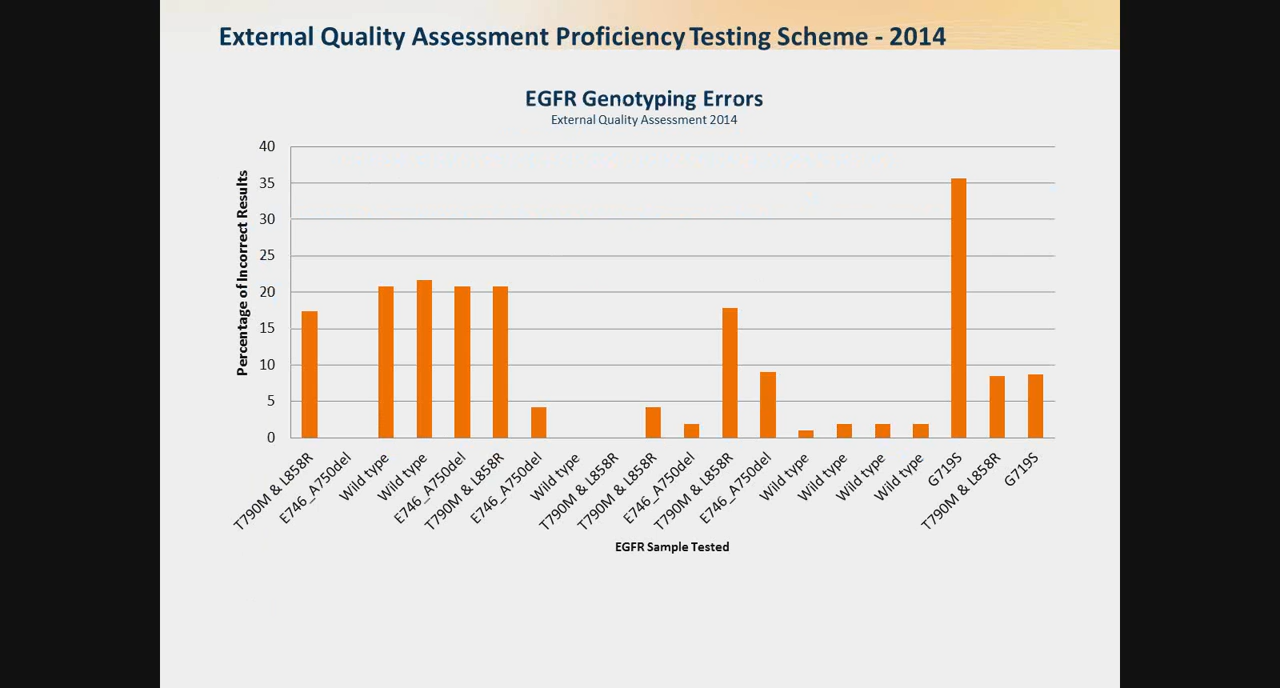 External Quality Assessment Proficiency Testing Scheme - 2014
EGFR Genotyping Errors
External Quality Assessment 2014
Percentage of Incorrect Results
40
35
30
25
20
15
10
5
0
T790M & L858R
E746_A750del
Wild type
Wild type
E746_A750del
T790M & L858R
E746_A750del
Wild type
T790M & L858R
T790M & L858R
E746_A750del
T790M & L858R
E746_A750del
Wild type
Wild type
Wild type
Wild type
G719S
T790M & L858R
G719S
EGFR Sample Tested